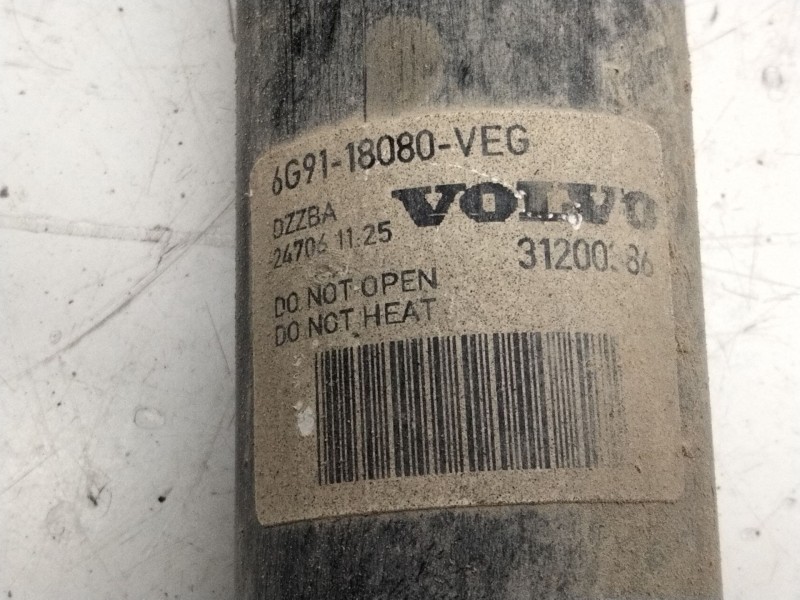 6G91-18080-VEG
DZZBA VOLVO
24706 11:25
DO NOT OPEN
DO NOT HEAT